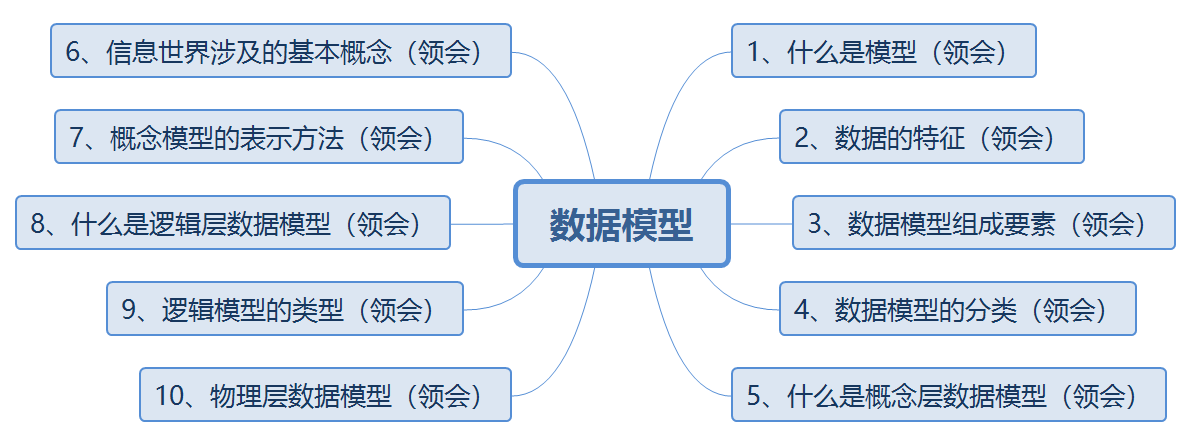 数据模型
1、什么是模型（领会）
2、数据的特征（领会）
3、数据模型组成要素（领会）
4、数据模型的分类（领会）
5、什么是概念层数据模型（领会）
6、信息世界涉及的基本概念（领会）
7、概念模型的表示方法（领会）
8、什么是逻辑层数据模型（领会）
9、逻辑模型的类型（领会）
10、物理层数据模型（领会）